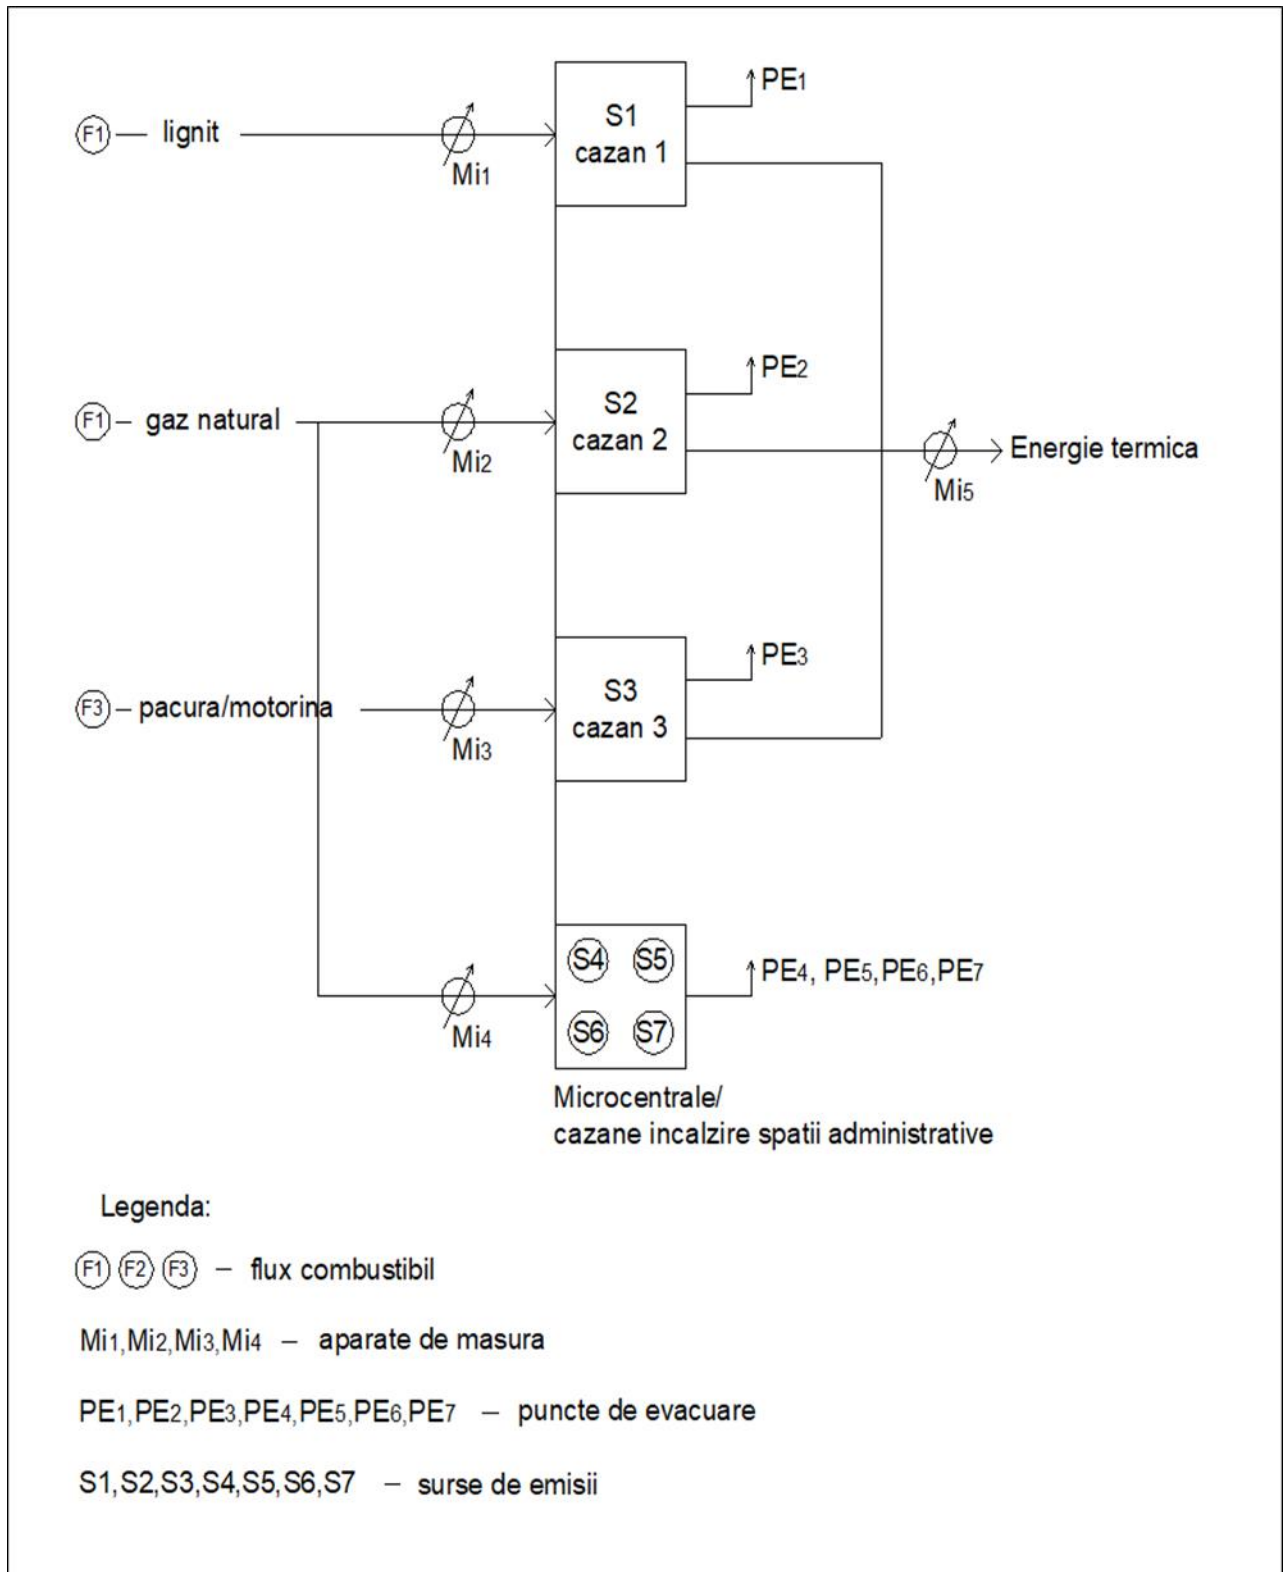 PE1
S1
cazan 1
F1 — lignit
Mi1
PE2
S2
cazan 2
F1 – gaz natural
Mi2
Energie termica
Mi5
PE3
S3
cazan 3
F3 – pacura/motorina
Mi3
S4 S5
PE4, PE5,PE6,PE7
S6 S7
Mi4
Microcentrale/
cazane incalzire spatii administrative
Legenda:
F1 F2 F3 – flux combustibil
Mi1,Mi2,Mi3,Mi4 – aparate de masura
PE1,PE2,PE3,PE4,PE5,PE6,PE7 – puncte de evacuare
S1,S2,S3,S4,S5,S6,S7 – surse de emisii